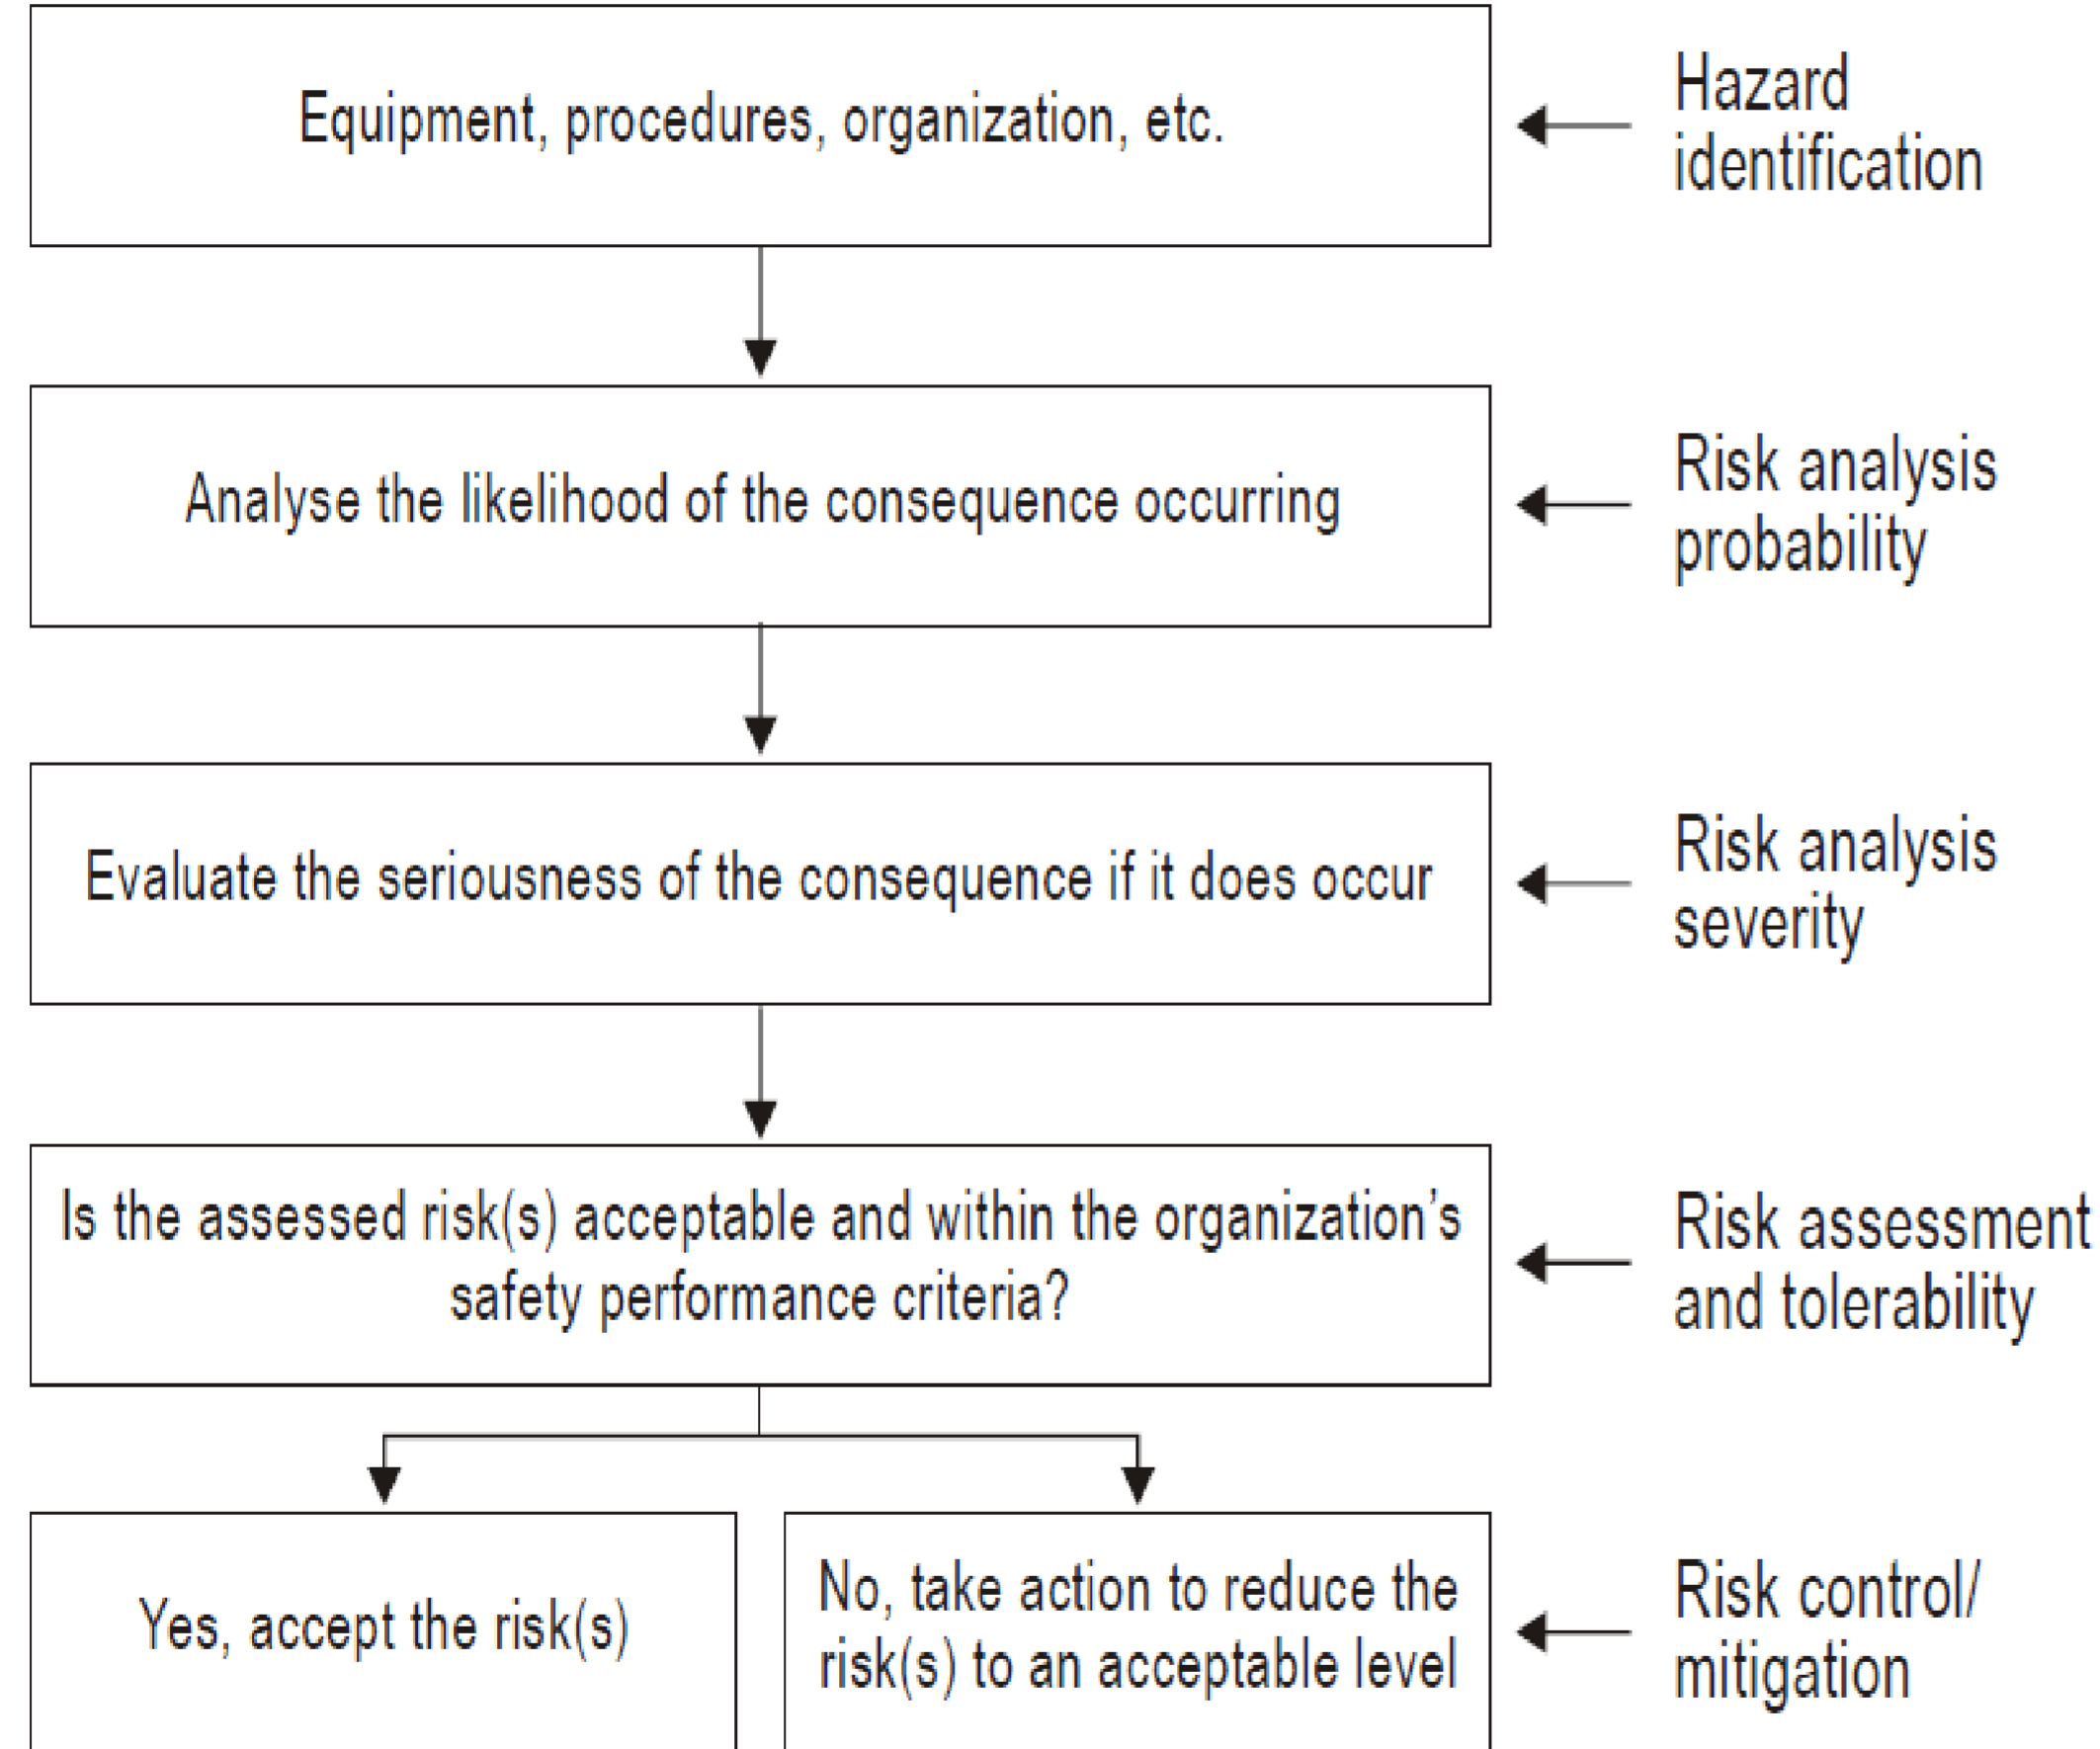 Equipment, procedures, organization, etc.
Hazard
identification
Analyse the likelihood of the consequence occurring
Risk analysis
probability
Evaluate the seriousness of the consequence if it does occur
Risk analysis
severity
Is the assessed risk(s) acceptable and within the organization’s
safety performance criteria?
Risk assessment
and tolerability
Yes, accept the risk(s)
No, take action to reduce the
risk(s) to an acceptable level
Risk control/
mitigation